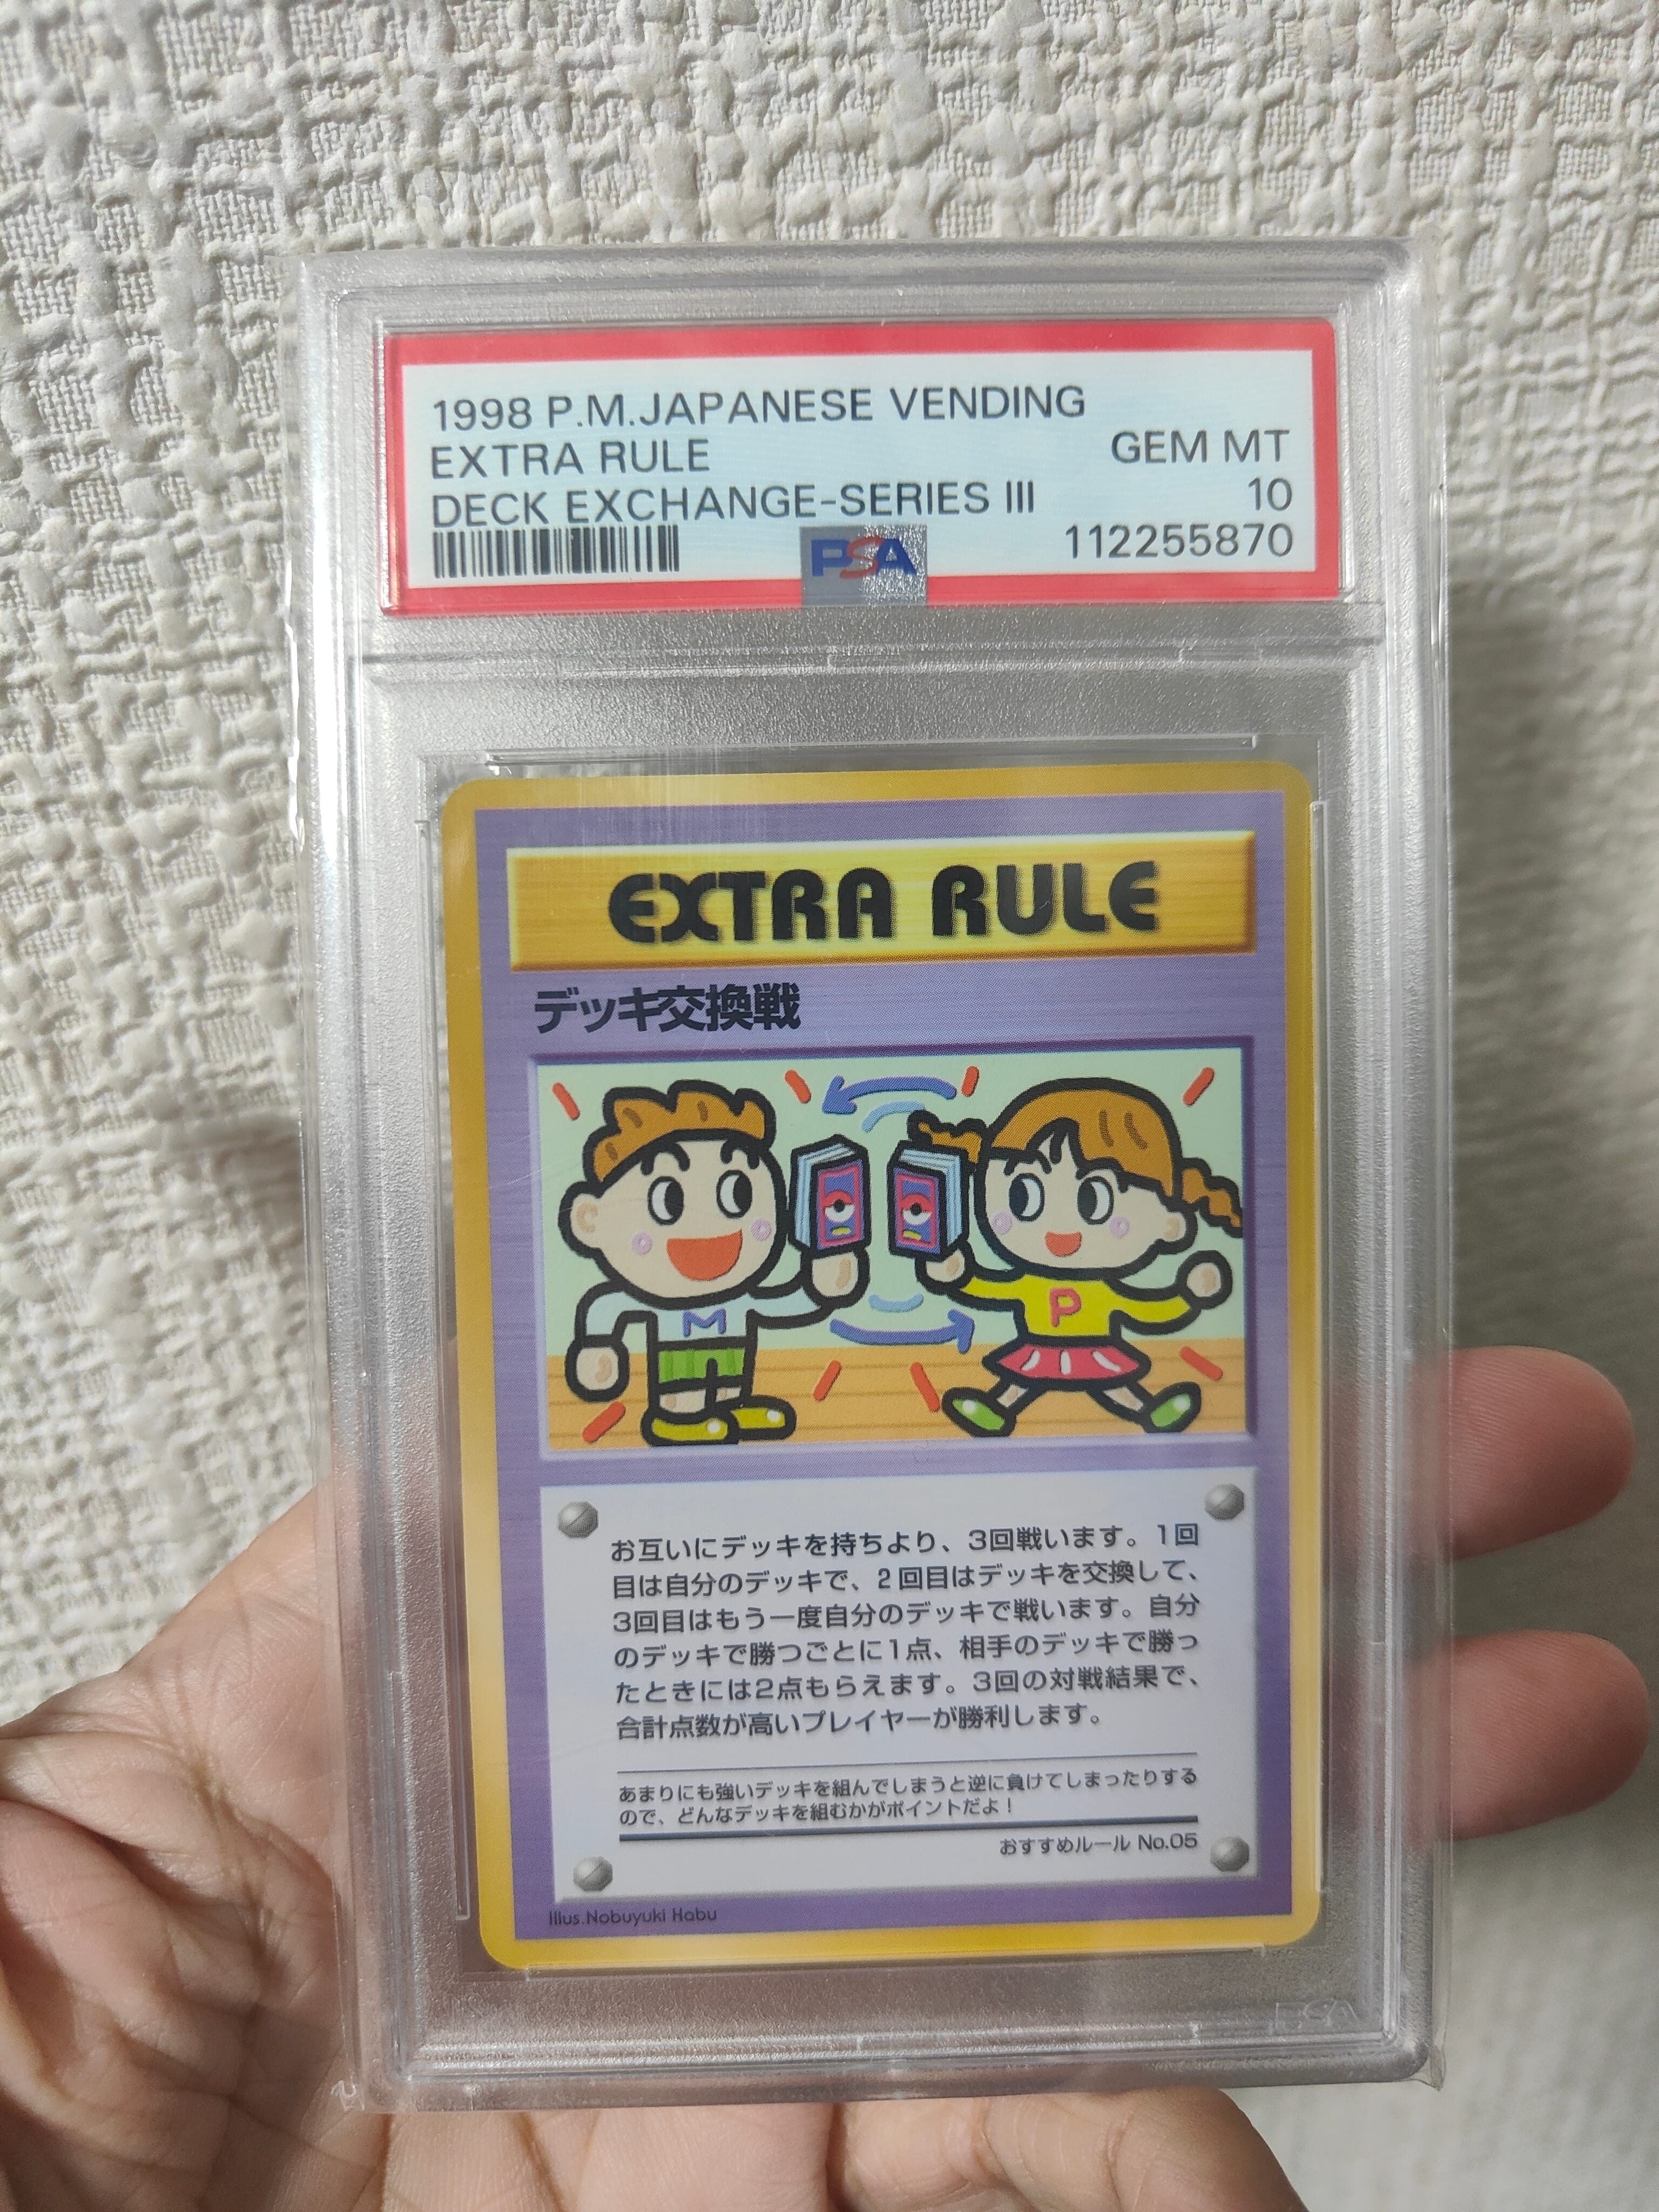 1998 P.M.JAPANESE VENDING
EXTRA RULE
GEM MT
DECK EXCHANGE-SERIES III
10
PSA
112255870
EXTRA RULE
デッキ交換戦
M
P
お互いにデッキを持ちより、3回戦います。1回
目は自分のデッキで、2回目はデッキを交換して、
3回目はもう一度自分のデッキで戦います。自分
のデッキで勝つごとに1点、相手のデッキで勝っ
たときには2点もらえます。3回の対戦結果で、
合計点数が高いプレイヤーが勝利します。
あまりにも強いデッキを組んでしまうと逆に負けてしまったりする
ので、どんなデッキを組むかがポイントだよ!
おすすめルール No.05
Illus.Nobuyuki Habu
PSA